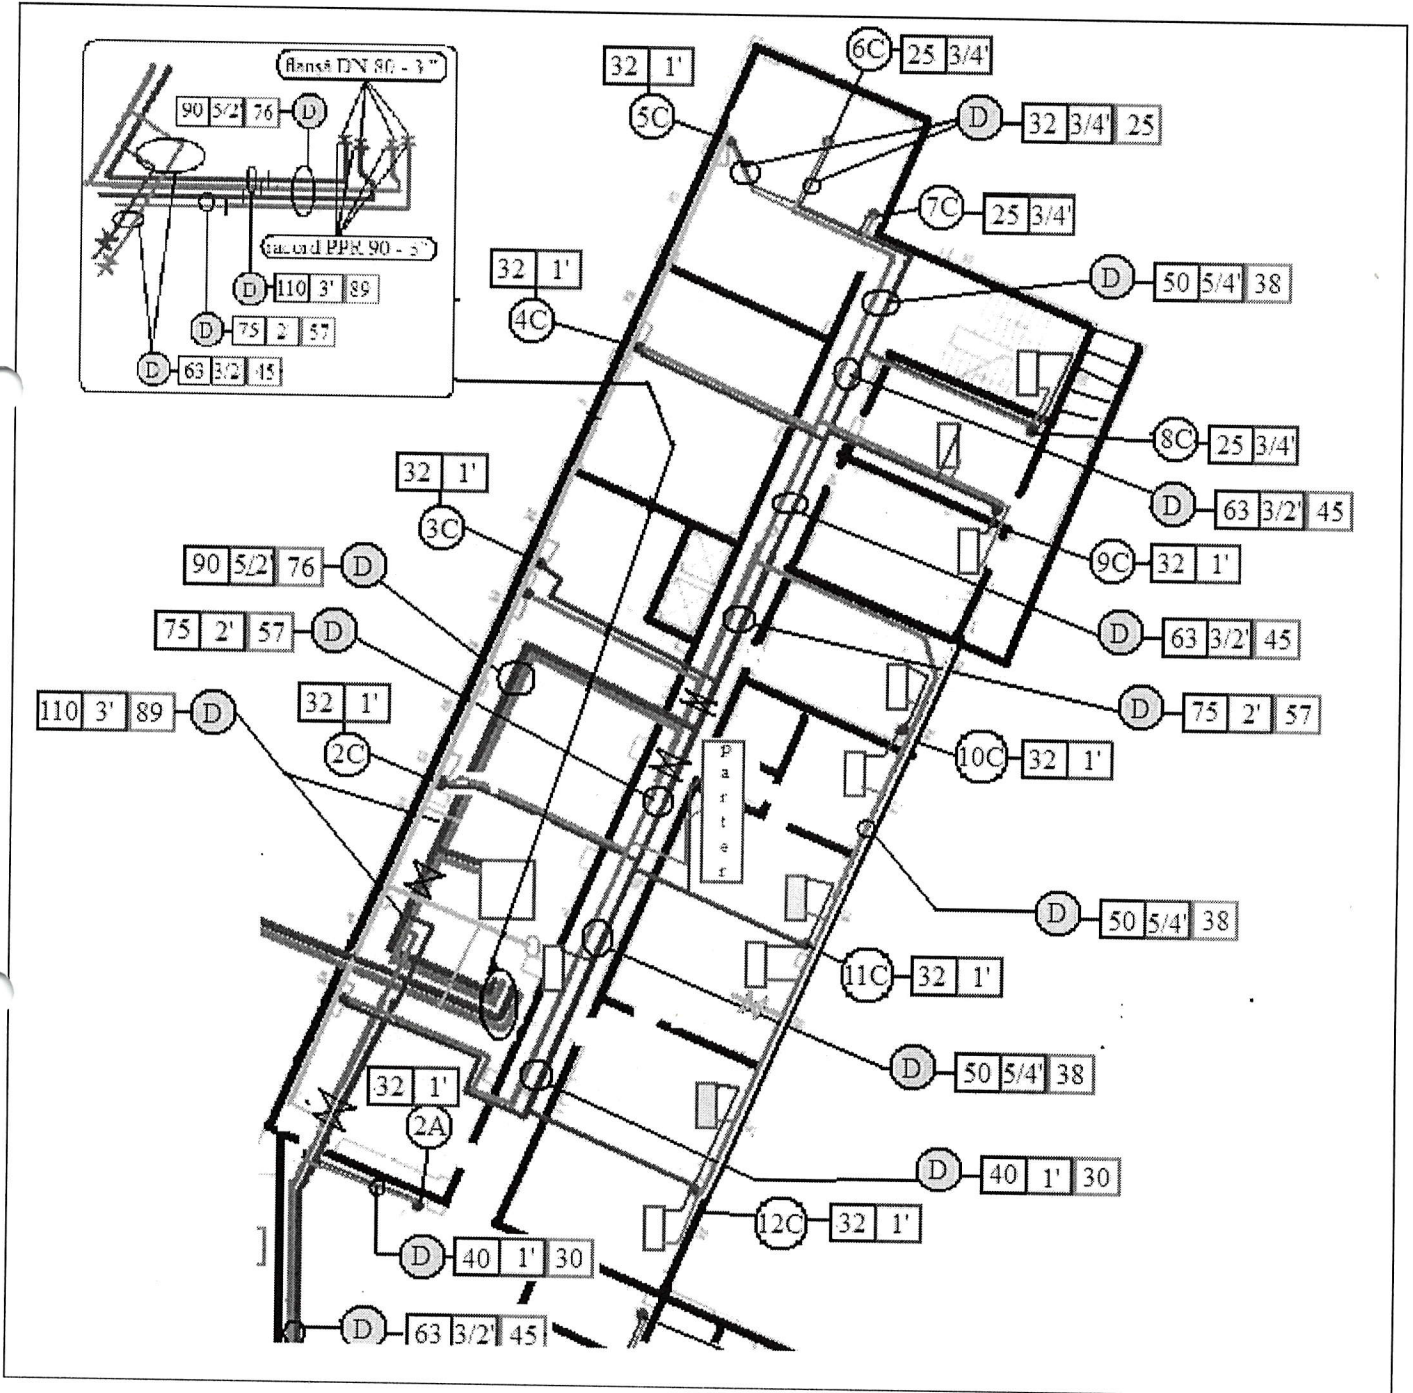 flanșă DN 80 - 3"
90 5/2' 76 D
racord PPR 90 - 3"
D 110 3' 89
D 75 2 57
D 63 3/2 45
32 1'
5C
6C 25 3/4'
D 32 3/4' 25
7C 25 3/4'
32 1'
4C
D 50 5/4' 38
8C 25 3/4'
32 1'
3C
D 63 3/2' 45
9C 32 1'
90 5/2' 76 D
75 2' 57 D
D 63 3/2' 45
110 3' 89 D
32 1'
2C
D 75 2' 57
10C 32 1'
parter
D 50 5/4' 38
11C 32 1'
D 50 5/4' 38
32 1'
2A
D 40 1' 30
12C 32 1'
D 40 1' 30
D 63 3/2' 45